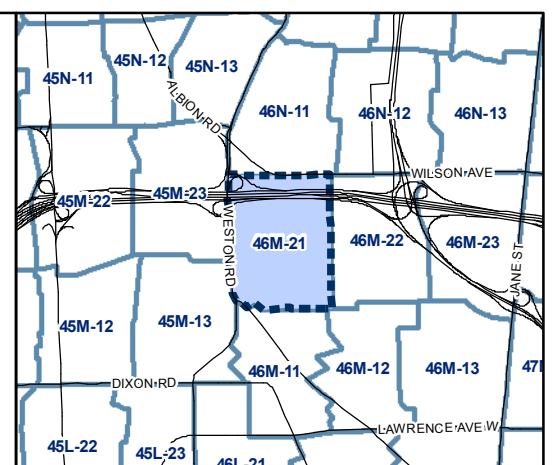 45N-11
45N-12
45N-13
ALBION RD
46N-11
46N-12
46N-13
WILSON AVE
45M-22
45M-23
WESTON RD
46M-21
46M-22
46M-23
JANE ST
45M-12
45M-13
46M-11
46M-12
46M-13
DIXON RD
LAWRENCE AVE W
45L-22
45L-23
46L-21